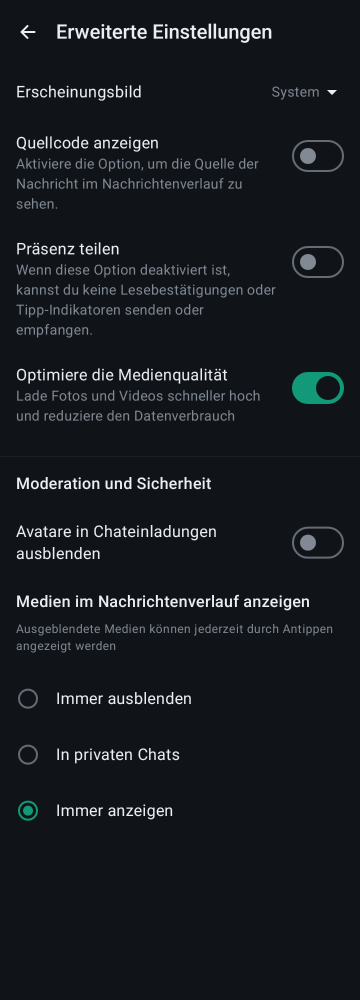 Erweiterte Einstellungen
Erscheinungsbild
System
Quellcode anzeigen
Aktiviere die Option, um die Quelle der
Nachricht im Nachrichtenverlauf zu
sehen.
Präsenz teilen
Wenn diese Option deaktiviert ist,
kannst du keine Lesebestätigungen oder
Tipp-Indikatoren senden oder
empfangen.
Optimiere die Medienqualität
Lade Fotos und Videos schneller hoch
und reduziere den Datenverbrauch
Moderation und Sicherheit
Avatare in Chateinladungen
ausblenden
Medien im Nachrichtenverlauf anzeigen
Ausgeblendete Medien können jederzeit durch Antippen
angezeigt werden
Immer ausblenden
In privaten Chats
Immer anzeigen